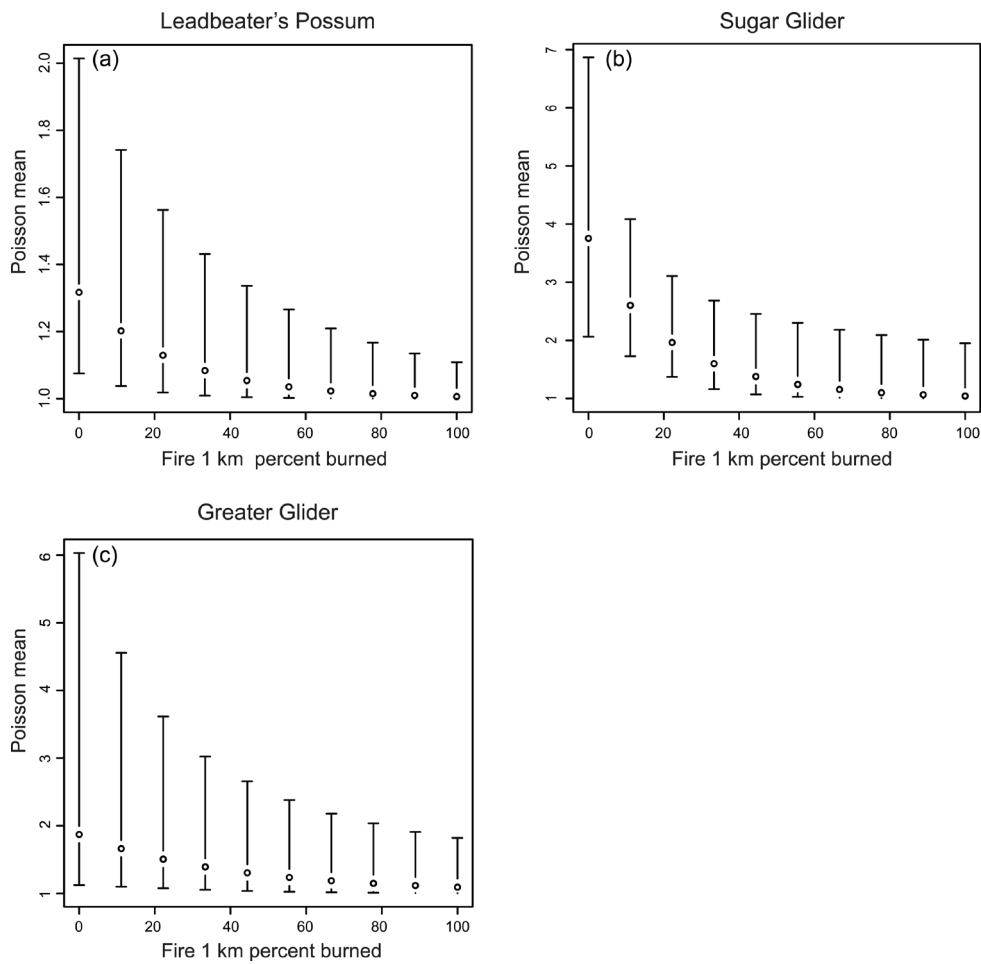 Leadbeater's Possum
(a)
Poisson mean
2.0
1.8
1.6
1.4
1.2
1.0
0 20 40 60 80 100
Fire 1 km  percent burned
Sugar Glider
(b)
Poisson mean
7
6
5
4
3
2
1
0 20 40 60 80 100
Fire 1 km percent burned
Greater Glider
(c)
Poisson mean
6
5
4
3
2
1
0 20 40 60 80 100
Fire 1 km percent burned